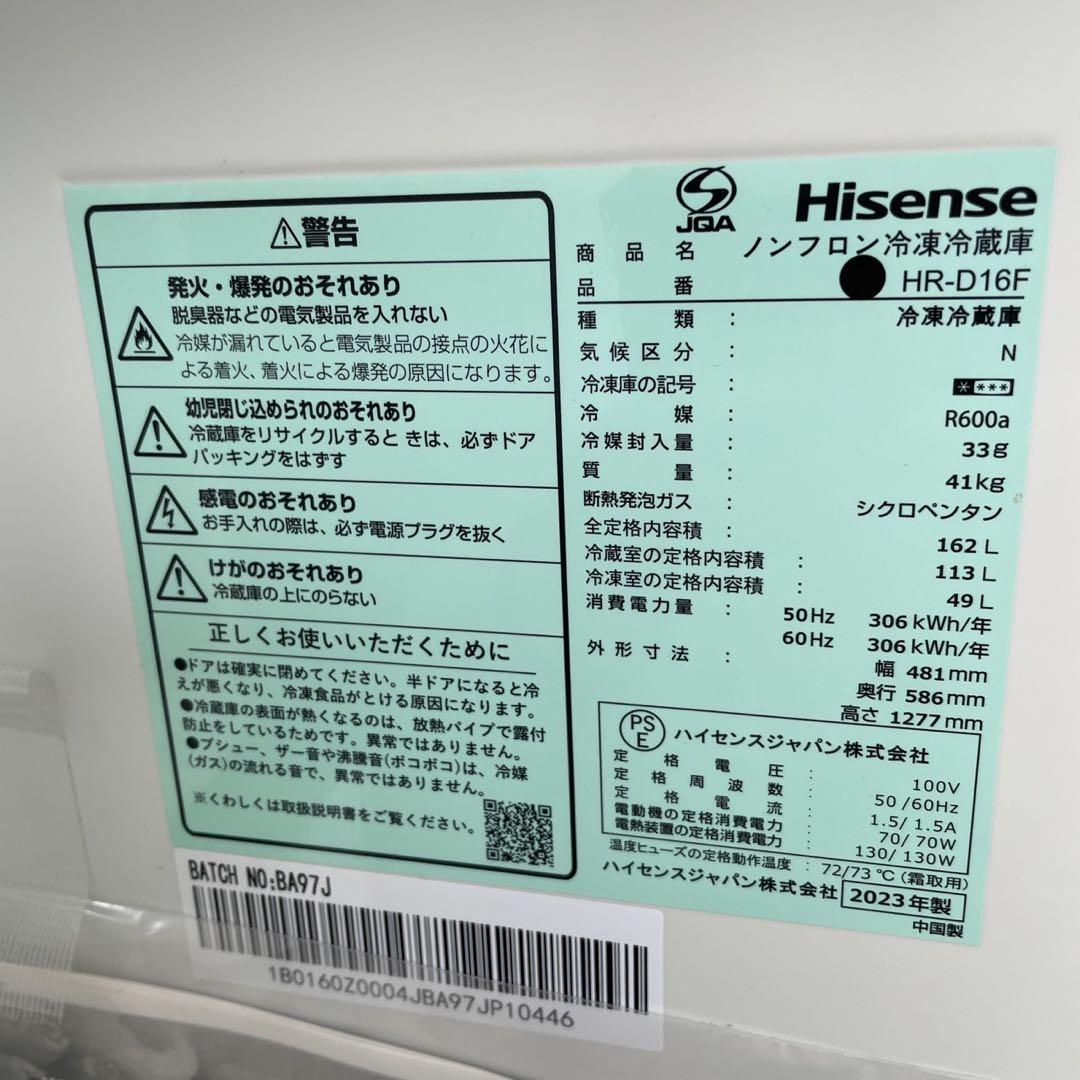 警告
発火・爆発のおそれあり
脱臭器などの電気製品を入れない
冷媒が漏れていると電気製品の接点の火花に
よる着火、着火による爆発の原因になります。
幼児閉じ込められのおそれあり
冷蔵庫をリサイクルすると きは、必ずドア
パッキングをはずす
感電のおそれあり
お手入れの際は、必ず電源プラグを抜く
けがのおそれあり
冷蔵庫の上にのらない
正しくお使いいただくために
●ドアは確実に閉めてください。半ドアになると冷
えが悪くなり、冷凍食品がとける原因になります。
●冷蔵庫の表面が熱くなるのは、放熱パイプで露付
防止をしているためです。異常ではありません。
●プシュー、ザー音や沸騰音(ポコポコ)は、冷媒
(ガス)の流れる音で、異常ではありません。
※くわしくは取扱説明書をご覧ください。
JQA
Hisense
商品名 ノンフロン冷凍冷蔵庫
品番 HR-D16F
種類 : 冷凍冷蔵庫
気候区分 : N
冷凍庫の記号 : * ***
冷媒 : R600a
冷媒封入量 : 33g
質量 : 41kg
断熱発泡ガス : シクロペンタン
全定格内容積 : 162 L
冷蔵室の定格内容積 : 113 L
冷凍室の定格内容積 : 49 L
消費電力量 : 50Hz 306 kWh/年
60Hz 306 kWh/年
外形寸法 : 幅 481mm
奥行 586mm
高さ 1277mm
PS
E
ハイセンスジャパン株式会社
定格電圧 : 100V
定格周波数 : 50/60Hz
定格電流 : 1.5/1.5A
電動機の定格消費電力 : 70/70W
電熱装置の定格消費電力 : 130/130W
温度ヒューズの定格動作温度 : 72/73℃(霜取用)
ハイセンスジャパン株式会社 2023年製
中国製
BATCH NO:BA97J
1B0160Z0004JBA97JP10446